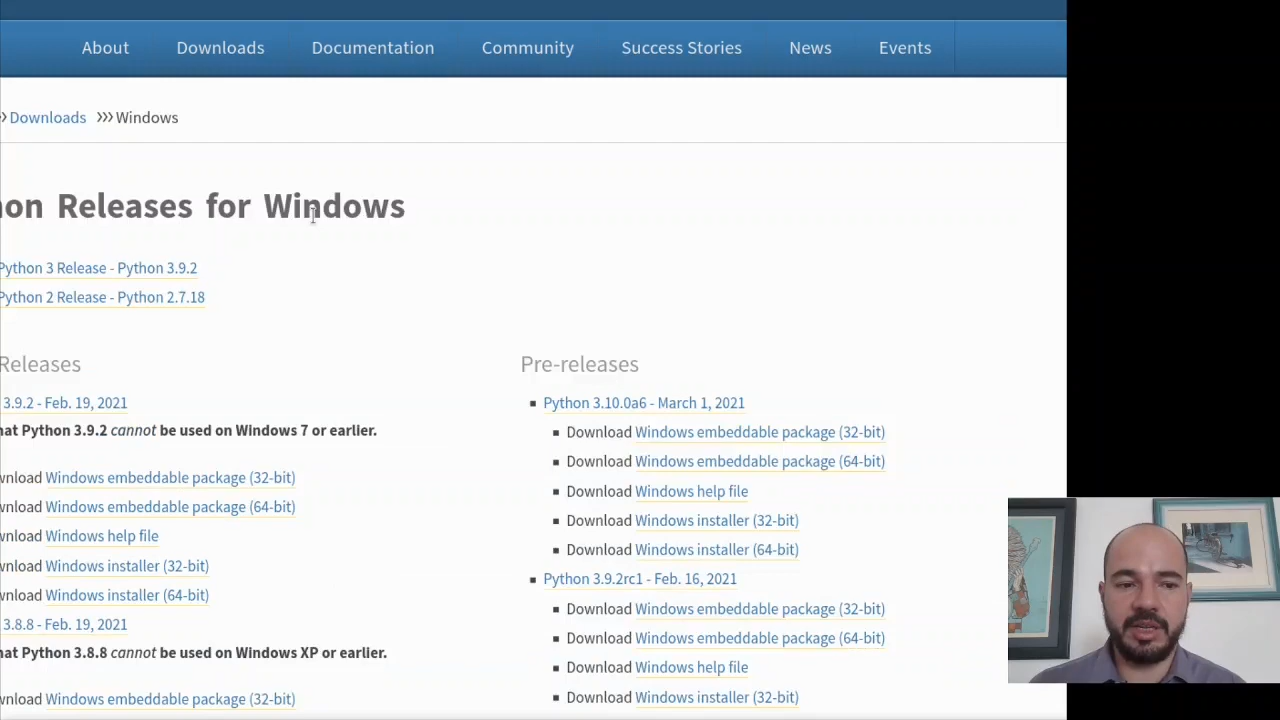 About Downloads Documentation Community Success Stories News Events
Downloads >>> Windows
on Releases for Windows
Python 3 Release - Python 3.9.2
Python 2 Release - Python 2.7.18
Releases
3.9.2 - Feb. 19, 2021
hat Python 3.9.2 cannot be used on Windows 7 or earlier.
wnload Windows embeddable package (32-bit)
wnload Windows embeddable package (64-bit)
wnload Windows help file
wnload Windows installer (32-bit)
wnload Windows installer (64-bit)
3.8.8 - Feb. 19, 2021
hat Python 3.8.8 cannot be used on Windows XP or earlier.
wnload Windows embeddable package (32-bit)
Pre-releases
Python 3.10.0a6 - March 1, 2021
Download Windows embeddable package (32-bit)
Download Windows embeddable package (64-bit)
Download Windows help file
Download Windows installer (32-bit)
Download Windows installer (64-bit)
Python 3.9.2rc1 - Feb. 16, 2021
Download Windows embeddable package (32-bit)
Download Windows embeddable package (64-bit)
Download Windows help file
Download Windows installer (32-bit)